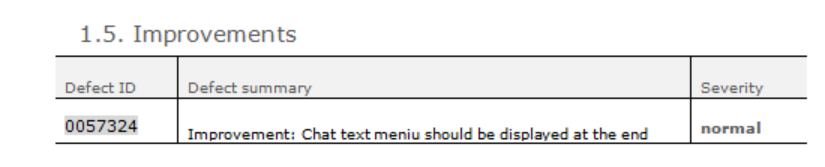 1.5. Improvements
Defect ID Defect summary Severity
0057324 Improvement: Chat text meniu should be displayed at the end normal